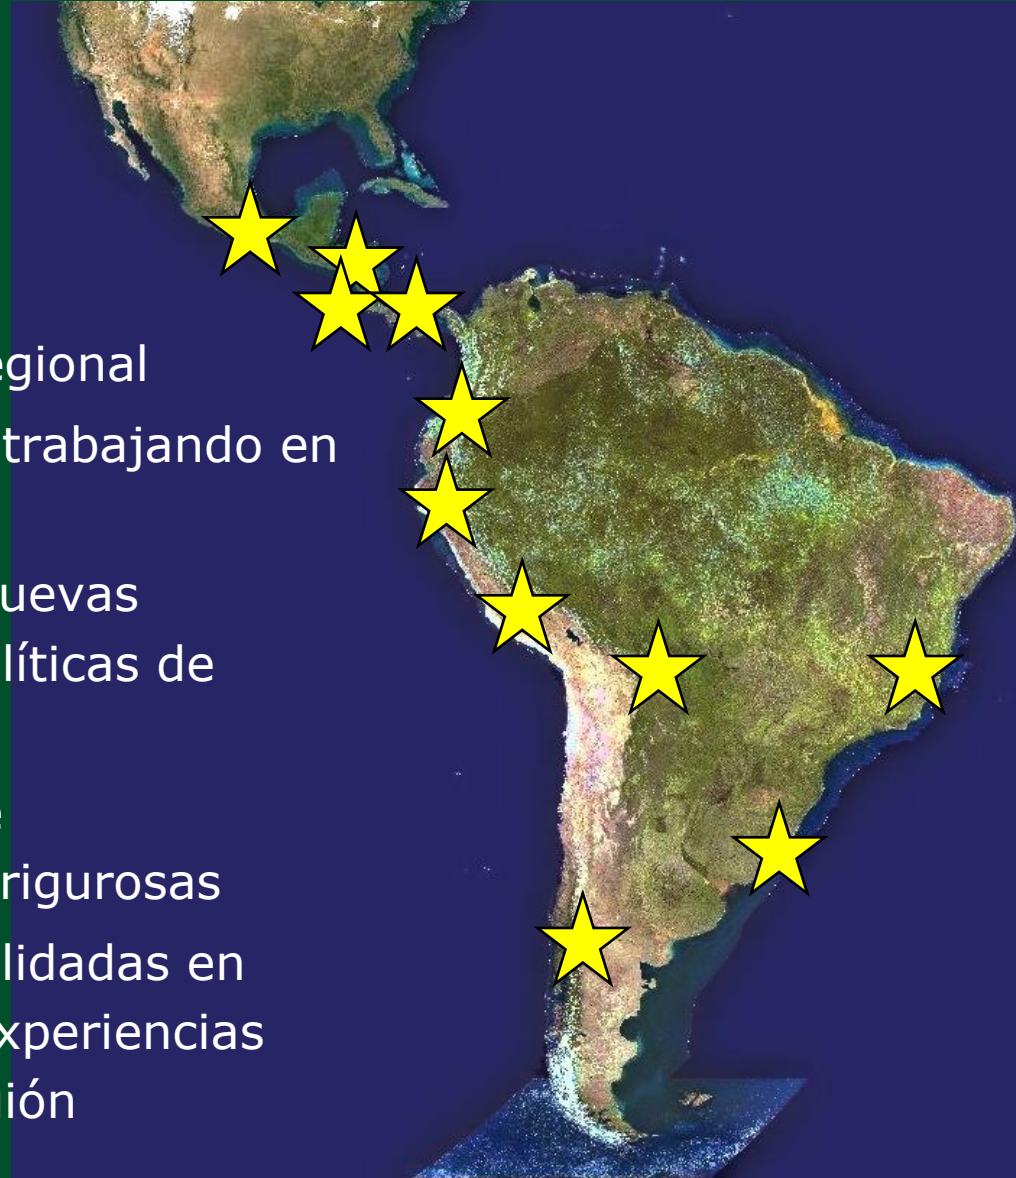 egional
trabajando en
uevas
líticas de
e
rigurosas
lidadas en
xperiencias
ión